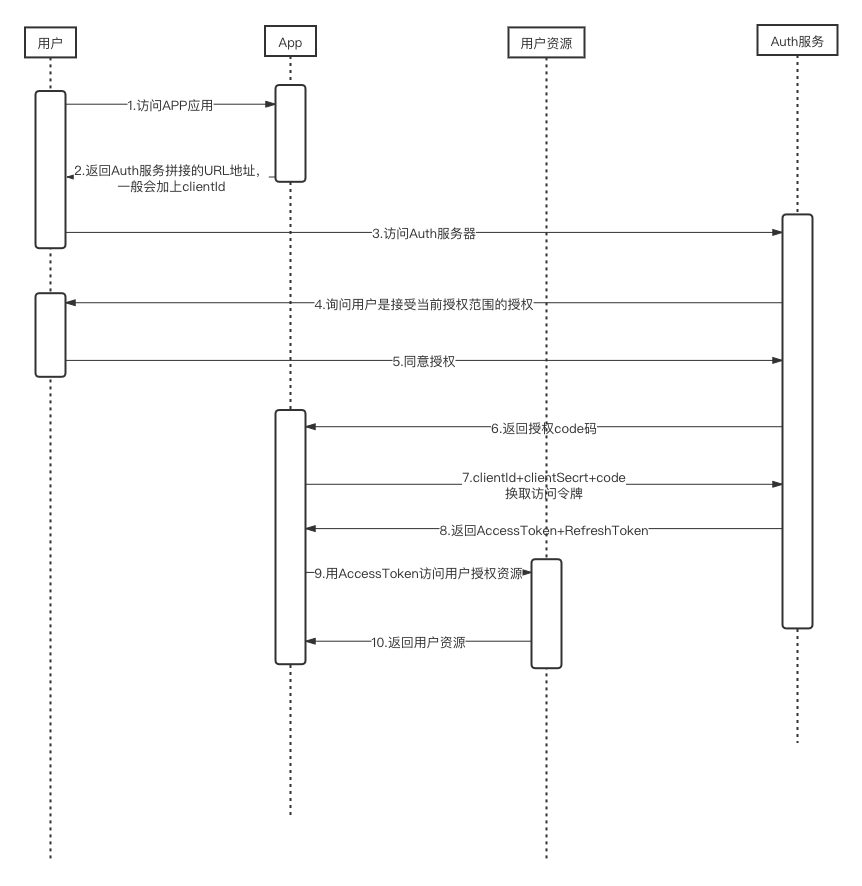 用户
App
用户资源
Auth服务
1.访问APP应用
2.返回Auth服务拼接的URL地址，
一般会加上clientId
3.访问Auth服务器
4.询问用户是接受当前授权范围的授权
5.同意授权
6.返回授权code码
7.clientId+clientSecrt+code
换取访问令牌
8.返回AccessToken+RefreshToken
9.用AccessToken访问用户授权资源
10.返回用户资源